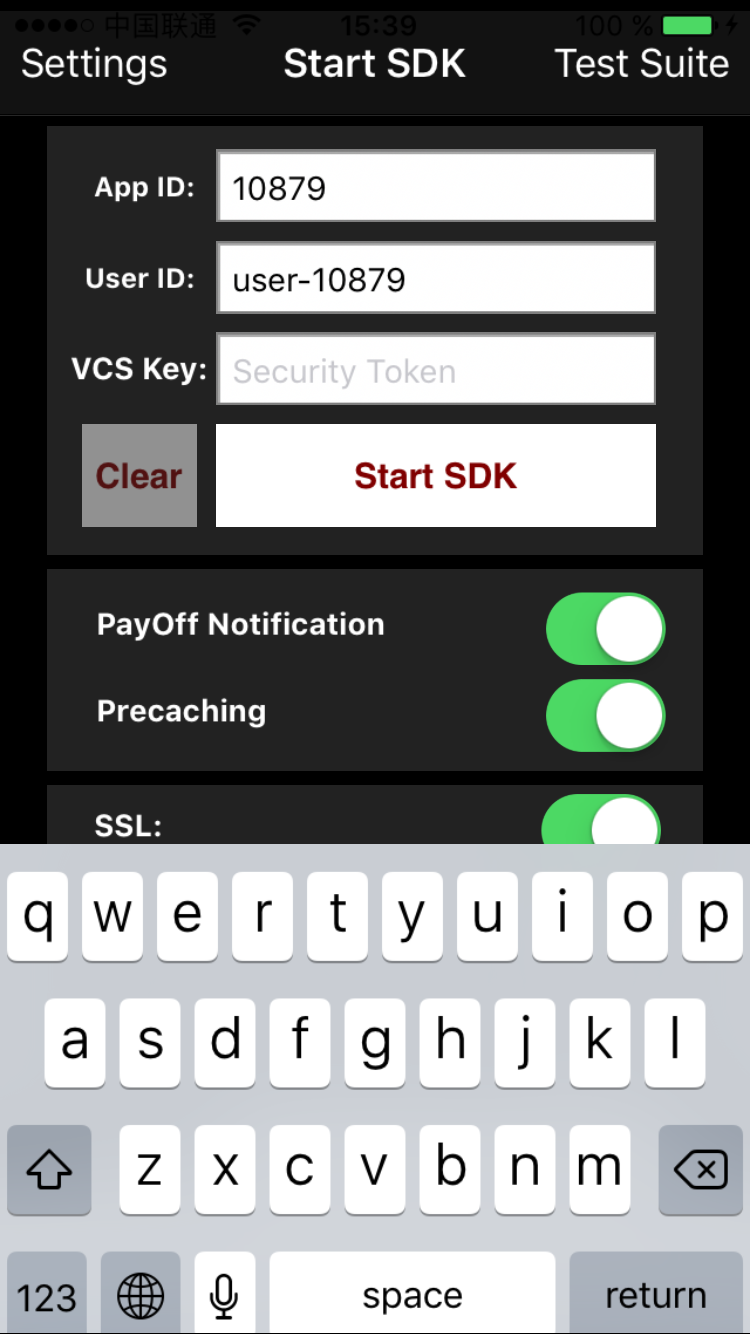 中国联通 15:39 100 %
Settings Start SDK Test Suite
App ID: 10879
User ID: user-10879
VCS Key: Security Token
Clear Start SDK
PayOff Notification
Precaching
SSL:
q w e r t y u i o p
a s d f g h j k l
z x c v b n m
123 space return